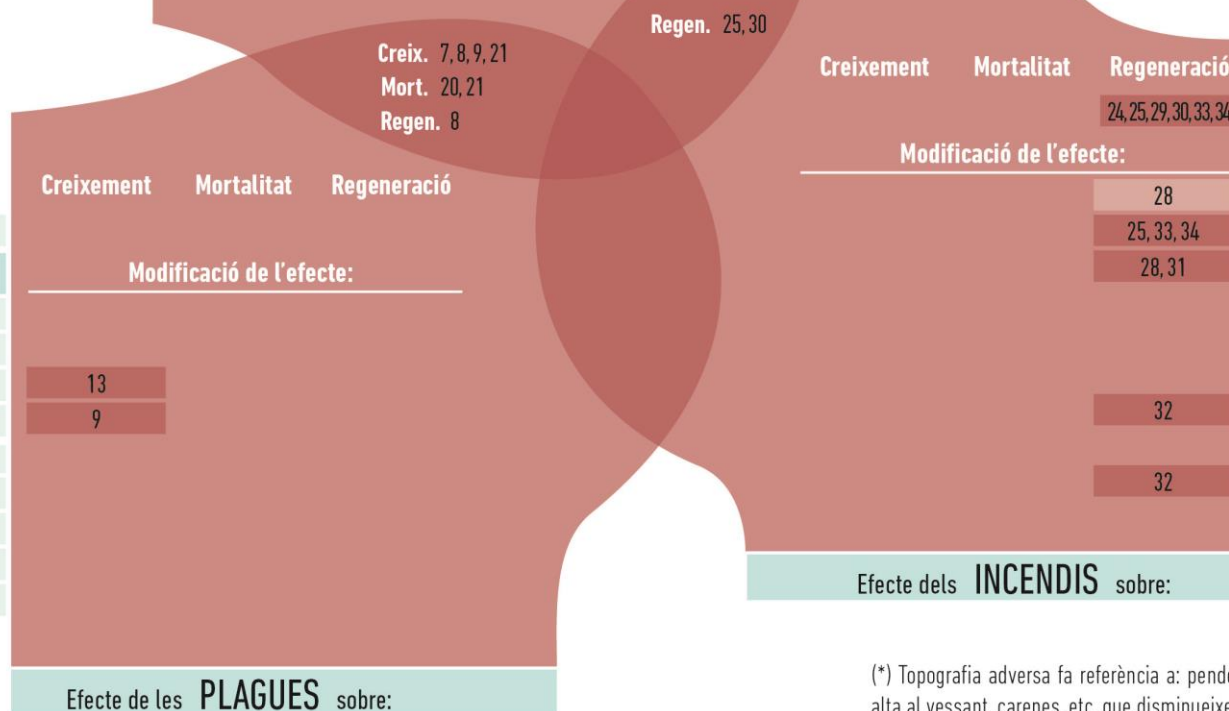 Regen. 25, 30
Creix. 7, 8, 9, 21
Mort. 20, 21
Regen. 8
Creixement Mortalitat Regeneració
24, 25, 29, 30, 33, 34
Modificació de l'efecte:
28
25, 33, 34
28, 31
32
32
Efecte dels INCENDIS sobre:
Creixement Mortalitat Regeneració
Modificació de l'efecte:
13
9
Efecte de les PLAGUES sobre:
(*) Topografia adversa fa referència a:
alta al vessant, carenes, etc. que